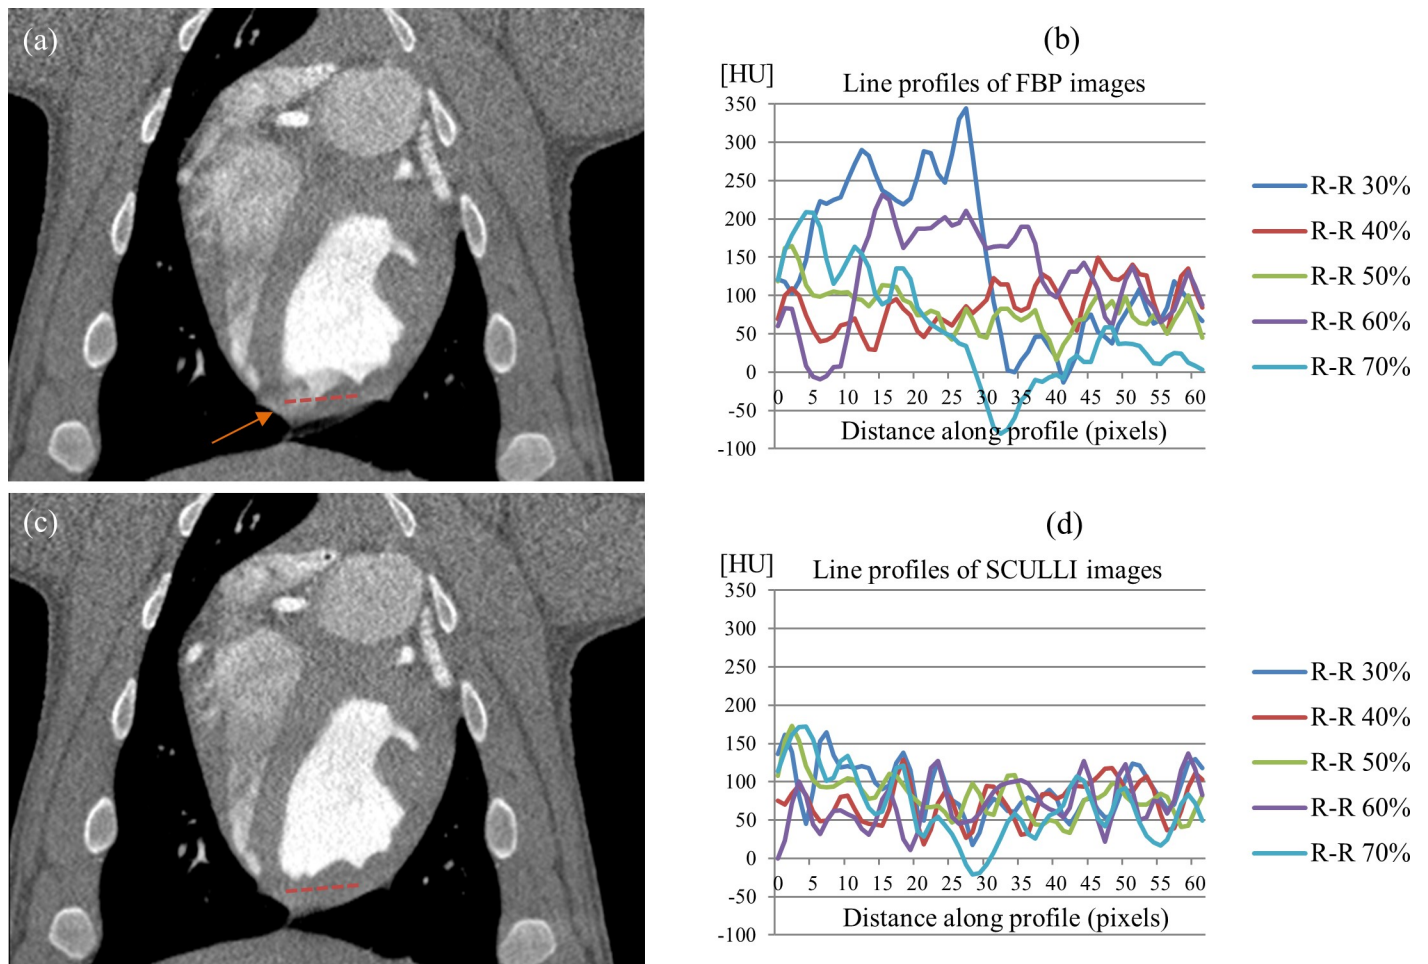 (a)
(b)
[HU]
Line profiles of FBP images
350
300
250
200
150
100
50
0
-50
-100
0 5 10 15 20 25 30 35 40 45 50 55 60
Distance along profile (pixels)
R-R 30%
R-R 40%
R-R 50%
R-R 60%
R-R 70%
(c)
(d)
[HU]
Line profiles of SCULLI images
350
300
250
200
150
100
50
0
-50
-100
0 5 10 15 20 25 30 35 40 45 50 55 60
Distance along profile (pixels)
R-R 30%
R-R 40%
R-R 50%
R-R 60%
R-R 70%